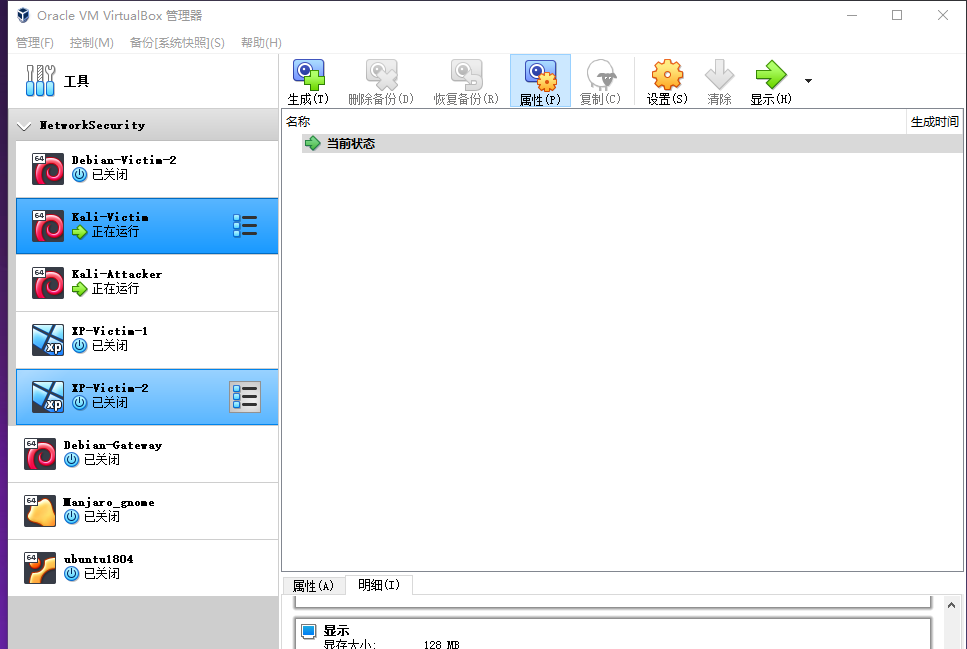 Oracle VM VirtualBox 管理器
管理(F) 控制(M) 备份[系统快照](S) 帮助(H)
工具
生成(T) 删除备份(D) 恢复备份(R) 属性(P) 复制(C) 设置(S) 清除 显示(H)
NetworkSecurity
64
Debian-Victim-2
已关闭
64
Kali-Victim
正在运行
64
Kali-Attacker
正在运行
xp
XP-Victim-1
已关闭
xp
XP-Victim-2
已关闭
64
Debian-Gateway
已关闭
64
Manjaro_gnome
已关闭
64
ubuntu1804
已关闭
名称 生成时间
当前状态
属性(A) 明细(I)
显示
显存大小: 128 MB